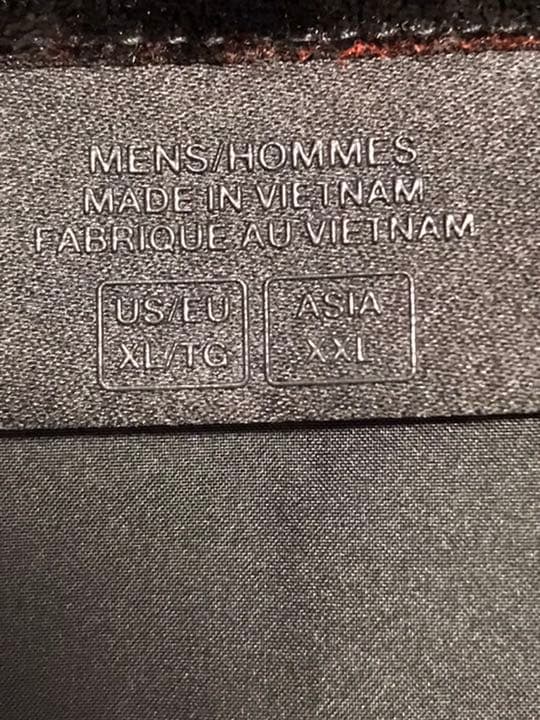 MENS/HOMMES
MADE IN VIETNAM
FABRIQUE AU VIETNAM
US/EU
XL/TG
ASIA
XXL